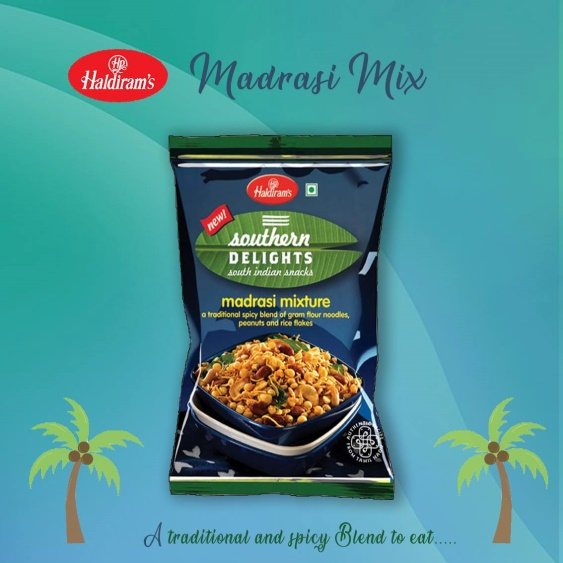 HR
Haldiram's
Madrasi Mix
Haldiram's
new!
southern
DELIGHTS
south indian snacks
madrasi mixture
a traditional spicy blend of gram flour noodles,
peanuts and rice flakes
A traditional and spicy Blend to eat.....